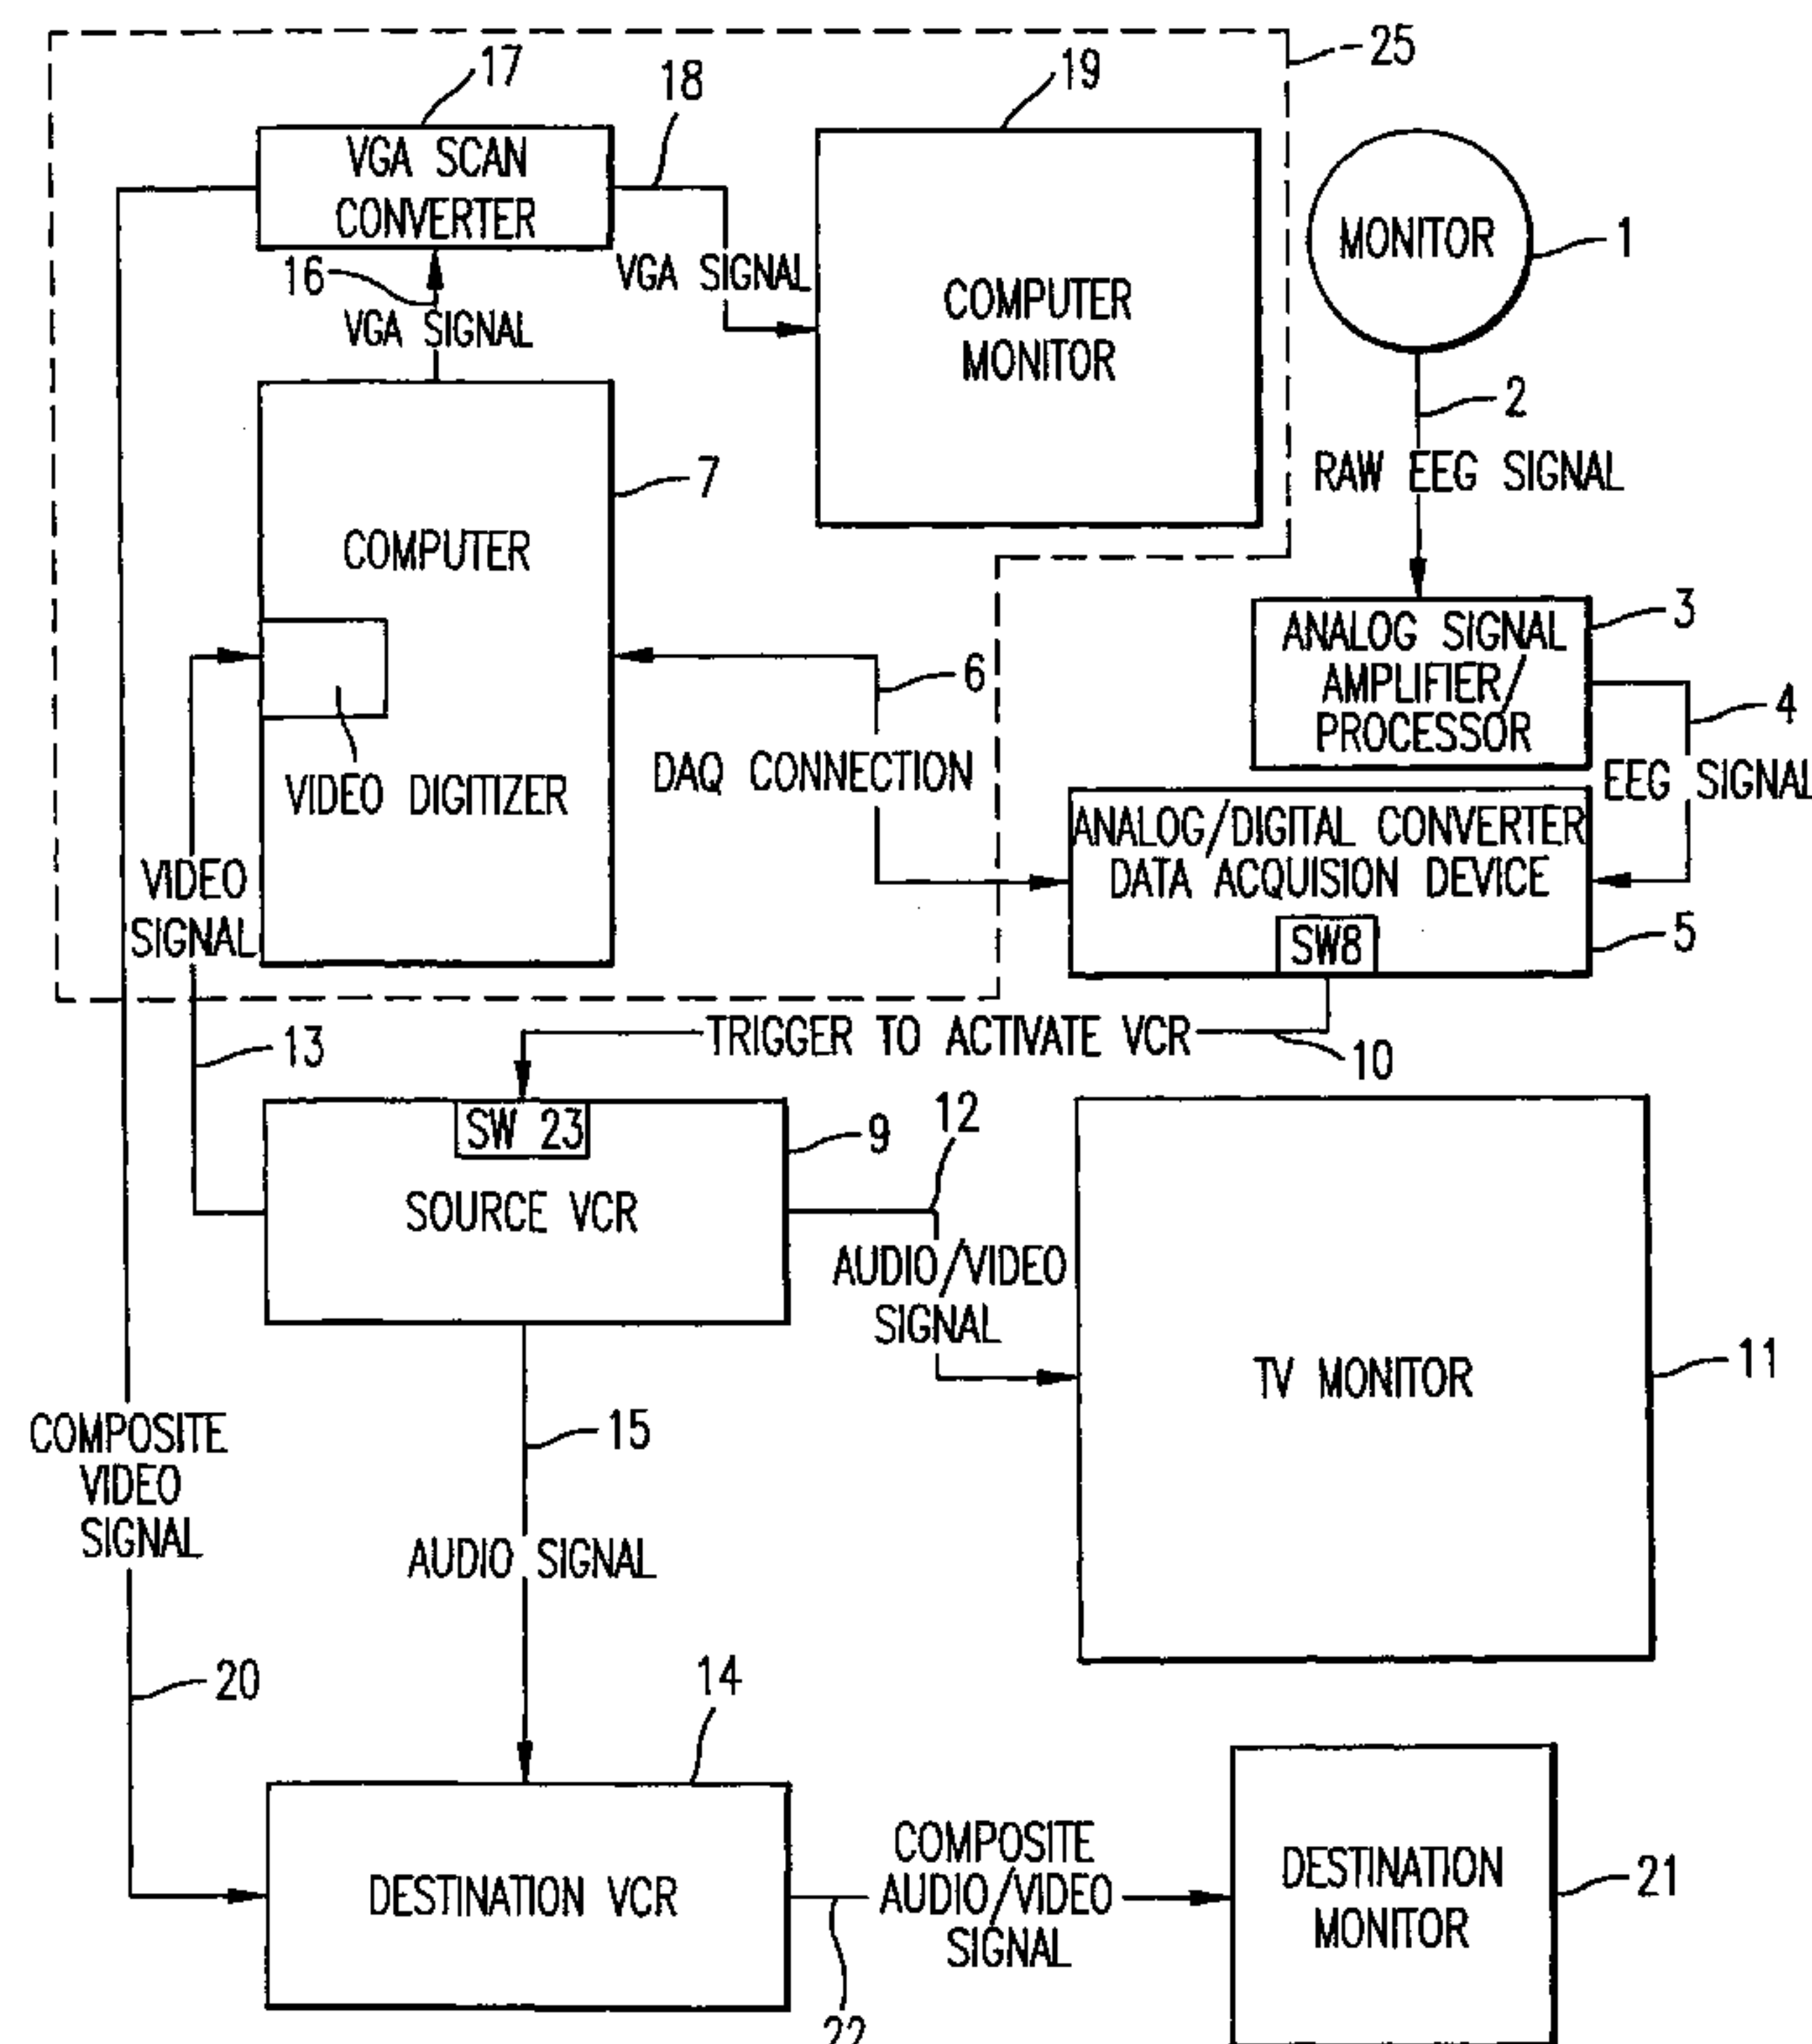 17
18
19
25
VGA SCAN
CONVERTER
MONITOR
1
16
VGA SIGNAL
VGA SIGNAL
COMPUTER
MONITOR
2
RAW EEG SIGNAL
7
COMPUTER
3
ANALOG SIGNAL
AMPLIFIER/
PROCESSOR
6
4
VIDEO DIGITIZER
DAQ CONNECTION
EEG SIGNAL
ANALOG/DIGITAL CONVERTER
DATA ACQUISION DEVICE
VIDEO
SIGNAL
SW8
5
TRIGGER TO ACTIVATE VCR
13
10
SW 23
9
12
SOURCE VCR
AUDIO/VIDEO
SIGNAL
TV MONITOR
11
COMPOSITE
VIDEO
SIGNAL
15
AUDIO SIGNAL
20
14
DESTINATION VCR
COMPOSITE
AUDIO/VIDEO
SIGNAL
DESTINATION
MONITOR
21
22